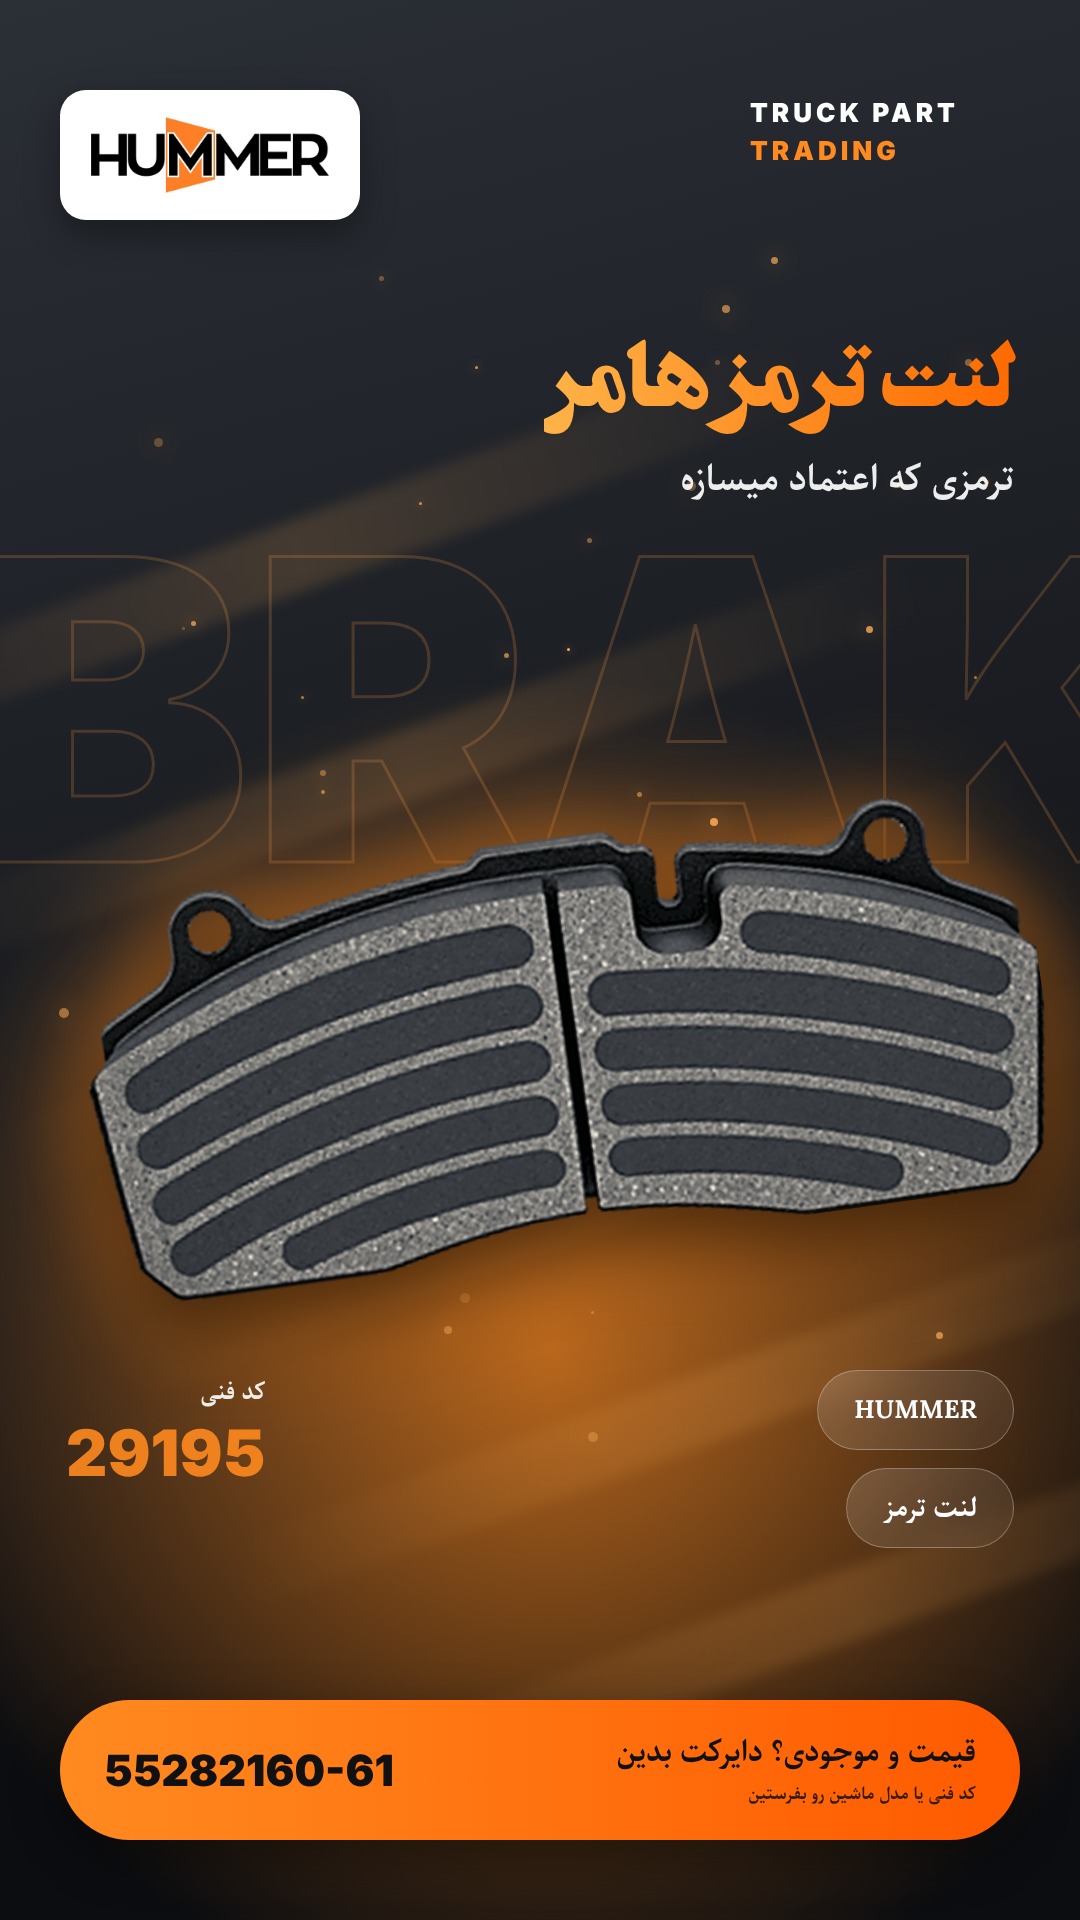 HUMMER
TRUCK PART
TRADING
لنت ترمز هامر
ترمزی که اعتماد میسازه
BRAK
کد فنی
29195
HUMMER
لنت ترمز
قیمت و موجودی؟ دایرکت بدین
کد فنی یا مدل ماشین رو بفرستین
55282160-61